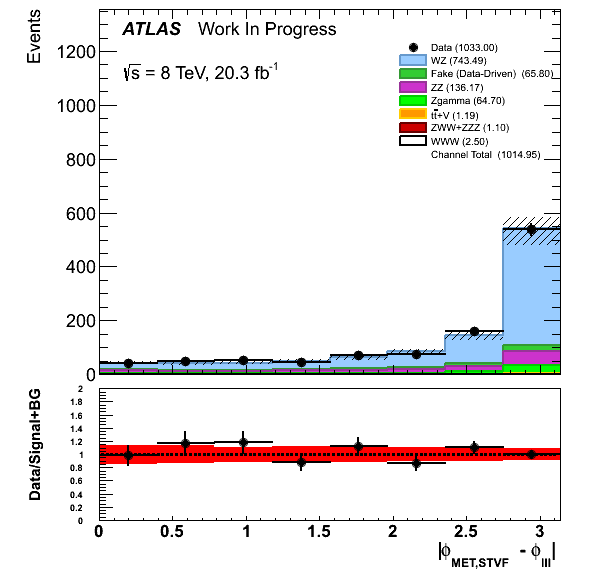 Events
ATLAS Work In Progress
√s = 8 TeV, 20.3 fb⁻¹
Data (1033.00)
WZ (743.49)
Fake (Data-Driven) (65.80)
ZZ (136.17)
Zgamma (64.70)
tt̄+V (1.19)
ZWW+ZZZ (1.10)
WWW (2.50)
Channel Total (1014.95)
1200
1000
800
600
400
200
0
Data/Signal+BG
2
1.8
1.6
1.4
1.2
1
0.8
0.6
0.4
0.2
0
0 0.5 1 1.5 2 2.5 3
|ϕMET,STVF - ϕlll|